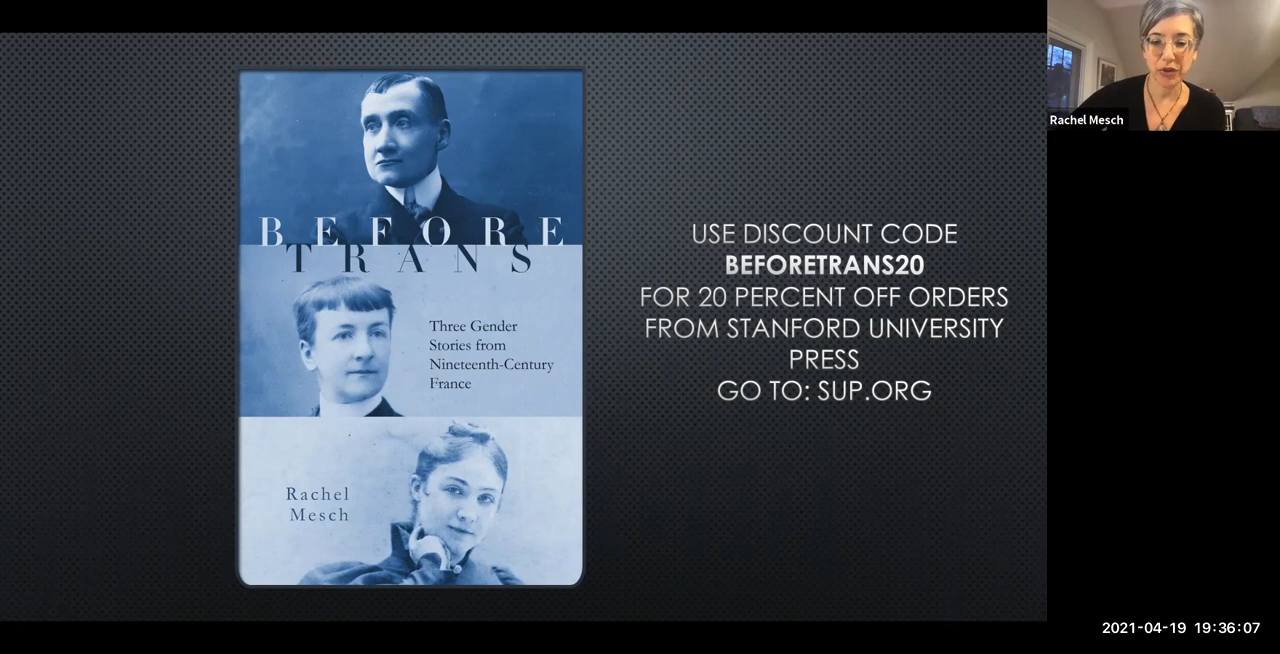 BEFORE
TRANS
Three Gender
Stories from
Nineteenth-Century
France
Rachel
Mesch
USE DISCOUNT CODE
BEFORETRANS20
FOR 20 PERCENT OFF ORDERS
FROM STANFORD UNIVERSITY
PRESS
GO TO: SUP.ORG
Rachel Mesch
2021-04-19 19:36:07